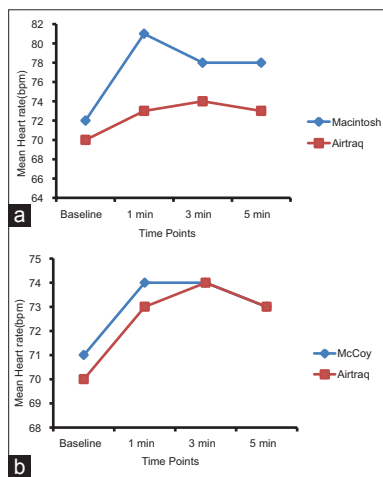 Mean Heart rate(bpm)
82
80
78
76
74
72
70
68
66
64
Baseline 1 min 3 min 5 min
Time Points
Macintosh
Airtraq
a
Mean Heart rate(bpm)
75
74
73
72
71
70
69
68
Baseline 1 min 3 min 5 min
Time Points
McCoy
Airtraq
b